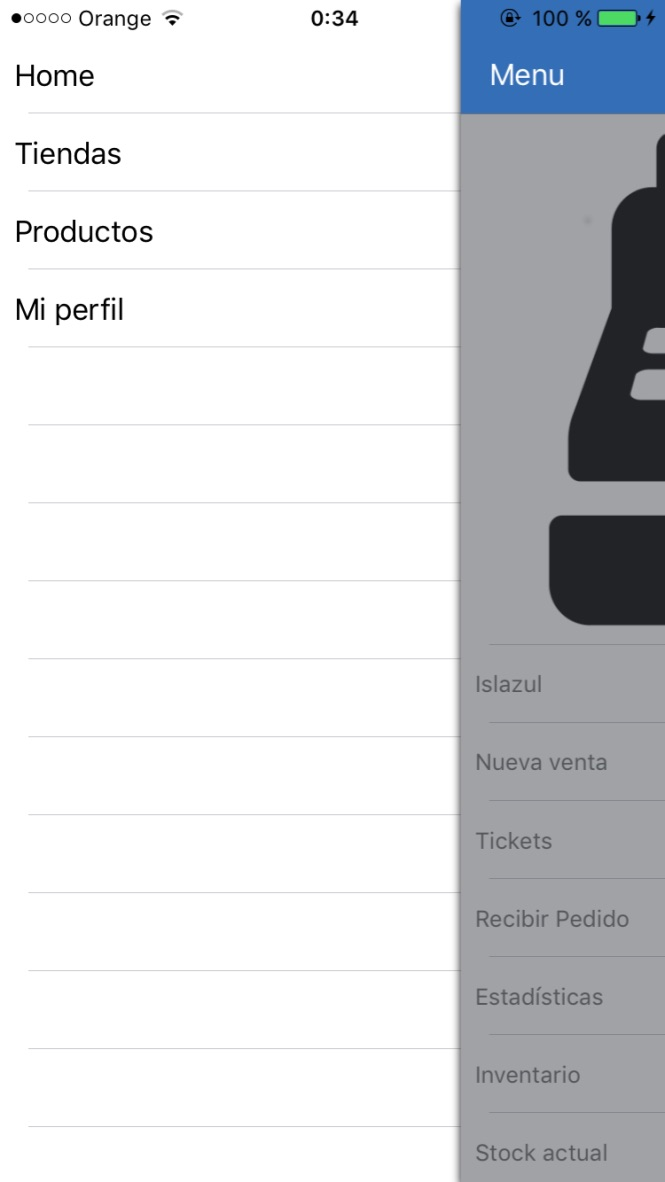 Orange 0:34 100 %
Home
Tiendas
Productos
Mi perfil
Menu
Islazul
Nueva venta
Tickets
Recibir Pedido
Estadísticas
Inventario
Stock actual